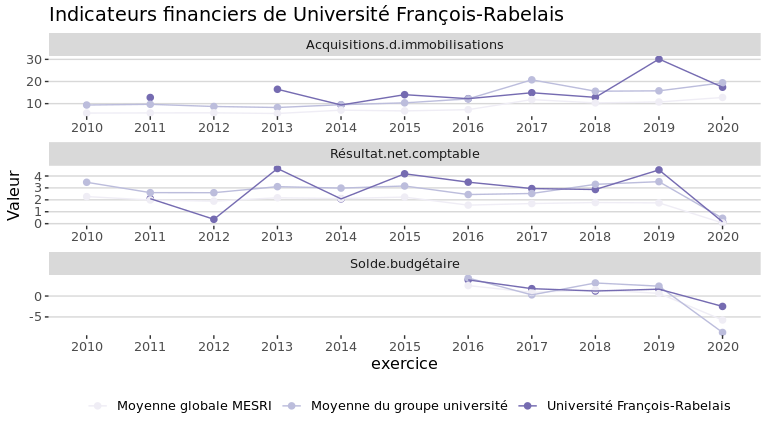 Indicateurs financiers de Université François-Rabelais
Acquisitions.d.immobilisations
30
20
10
2010 2011 2012 2013 2014 2015 2016 2017 2018 2019 2020
Résultat.net.comptable
4
3
2
1
0
2010 2011 2012 2013 2014 2015 2016 2017 2018 2019 2020
Valeur
Solde.budgétaire
0
-5
2010 2011 2012 2013 2014 2015 2016 2017 2018 2019 2020
exercice
Moyenne globale MESRI Moyenne du groupe université Université François-Rabelais